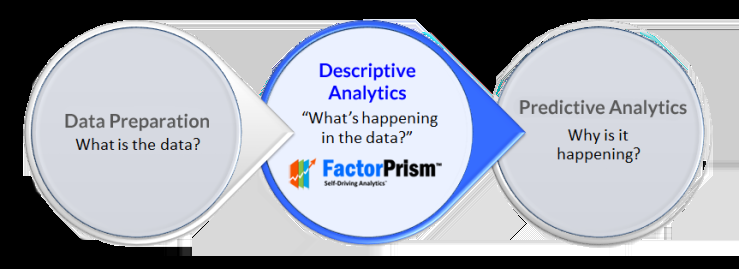 Data Preparation
What is the data?
Descriptive
Analytics
“What’s happening
in the data?”
FactorPrism™
Self-Driving Analytics™
Predictive Analytics
Why is it
happening?